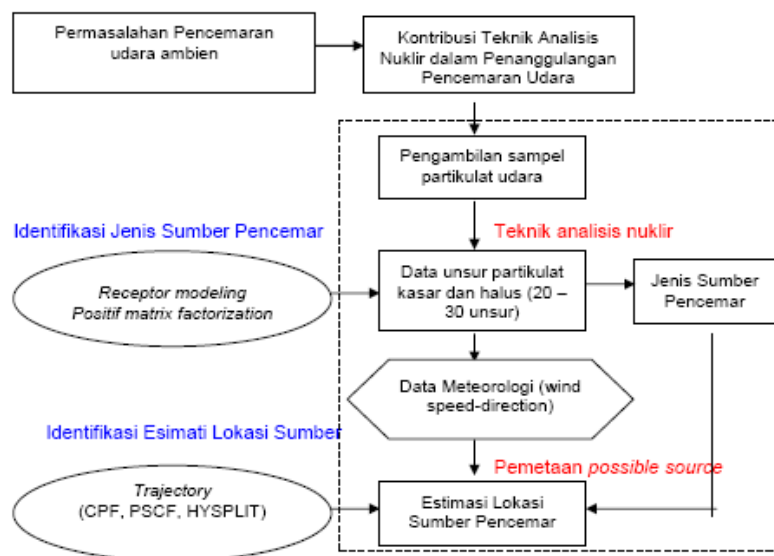 Permasalahan Pencemaran
udara ambien
Kontribusi Teknik Analisis
Nuklir dalam Penanggulangan
Pencemaran Udara
Pengambilan sampel
partikulat udara
Identifikasi Jenis Sumber Pencemar
Teknik analisis nuklir
Receptor modeling
Positif matrix factorization
Data unsur partikulat
kasar dan halus (20 –
30 unsur)
Jenis Sumber
Pencemar
Data Meteorologi (wind
speed-direction)
Identifikasi Esimati Lokasi Sumber
Pemetaan possible source
Trajectory
(CPF, PSCF, HYSPLIT)
Estimasi Lokasi
Sumber Pencemar